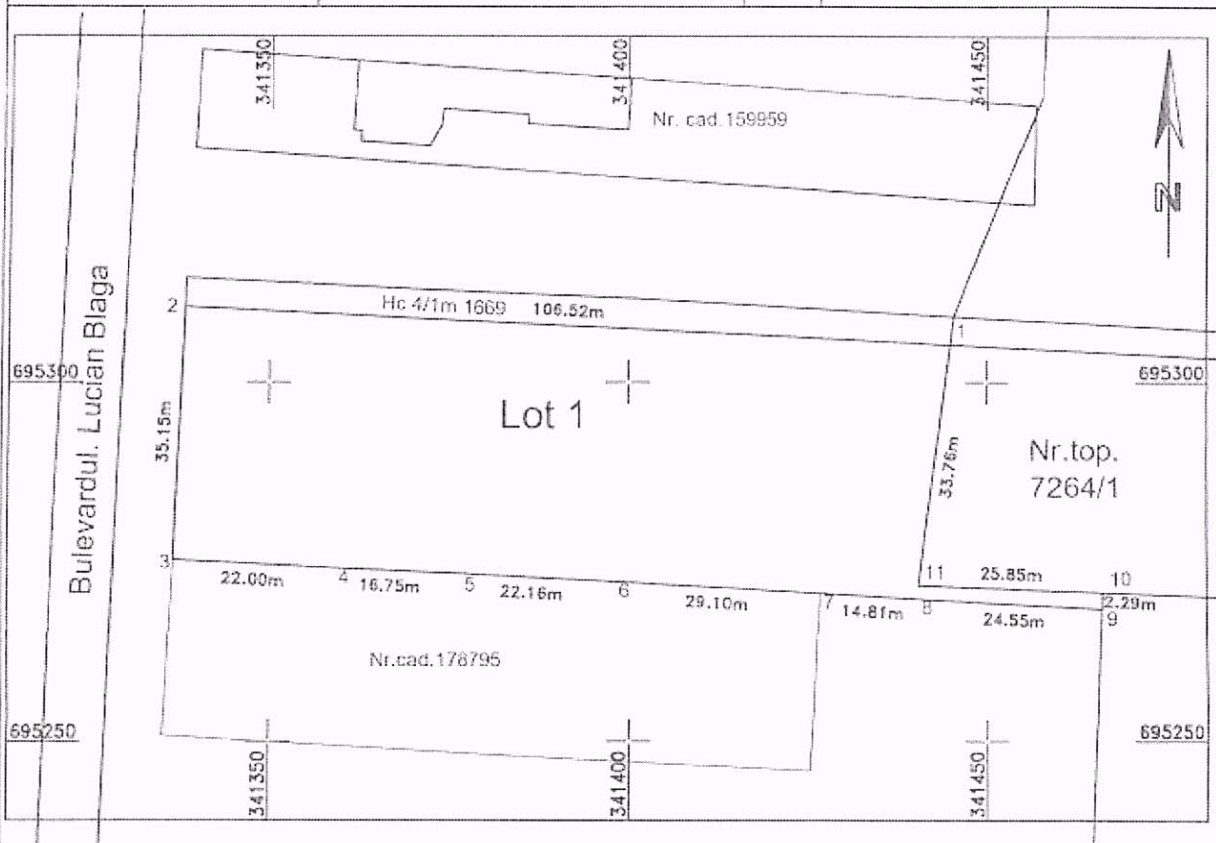 341350
341400
341450
Nr. cad.159959
N
2
Hc 4/1m 1669
106.52m
1
695300
695300
Bulevardul. Lucian Blaga
35.15m
Lot 1
33.76m
Nr.top.
7264/1
3
22.00m
4
16.75m
5
22.16m
6
29.10m
7
14.81m
8
11
25.85m
10
2.29m
24.55m
9
Nr.cad.178795
695250
695250
341350
341400
341450